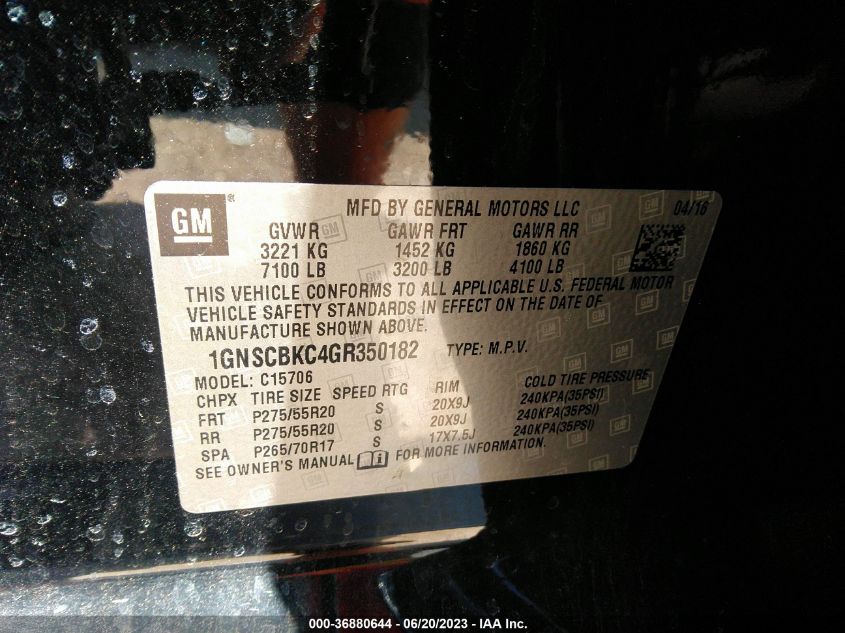 GM ®
MFD BY GENERAL MOTORS LLC 04/16
GVWR GAWR FRT GAWR RR
3221 KG 1452 KG 1860 KG
7100 LB 3200 LB 4100 LB
THIS VEHICLE CONFORMS TO ALL APPLICABLE U.S. FEDERAL MOTOR
VEHICLE SAFETY STANDARDS IN EFFECT ON THE DATE OF
MANUFACTURE SHOWN ABOVE.
1GNSCBKC4GR350182 TYPE: M.P.V.
MODEL: C15706
CHPX TIRE SIZE SPEED RTG RIM COLD TIRE PRESSURE
FRT P275/55R20 S 20X9J 240KPA(35PSI)
RR P275/55R20 S 20X9J 240KPA(35PSI)
SPA P265/70R17 S 17X7.5J 240KPA(35PSI)
SEE OWNER'S MANUAL FOR MORE INFORMATION.
000-36880644 / 06/20/2023 - IAA Inc.